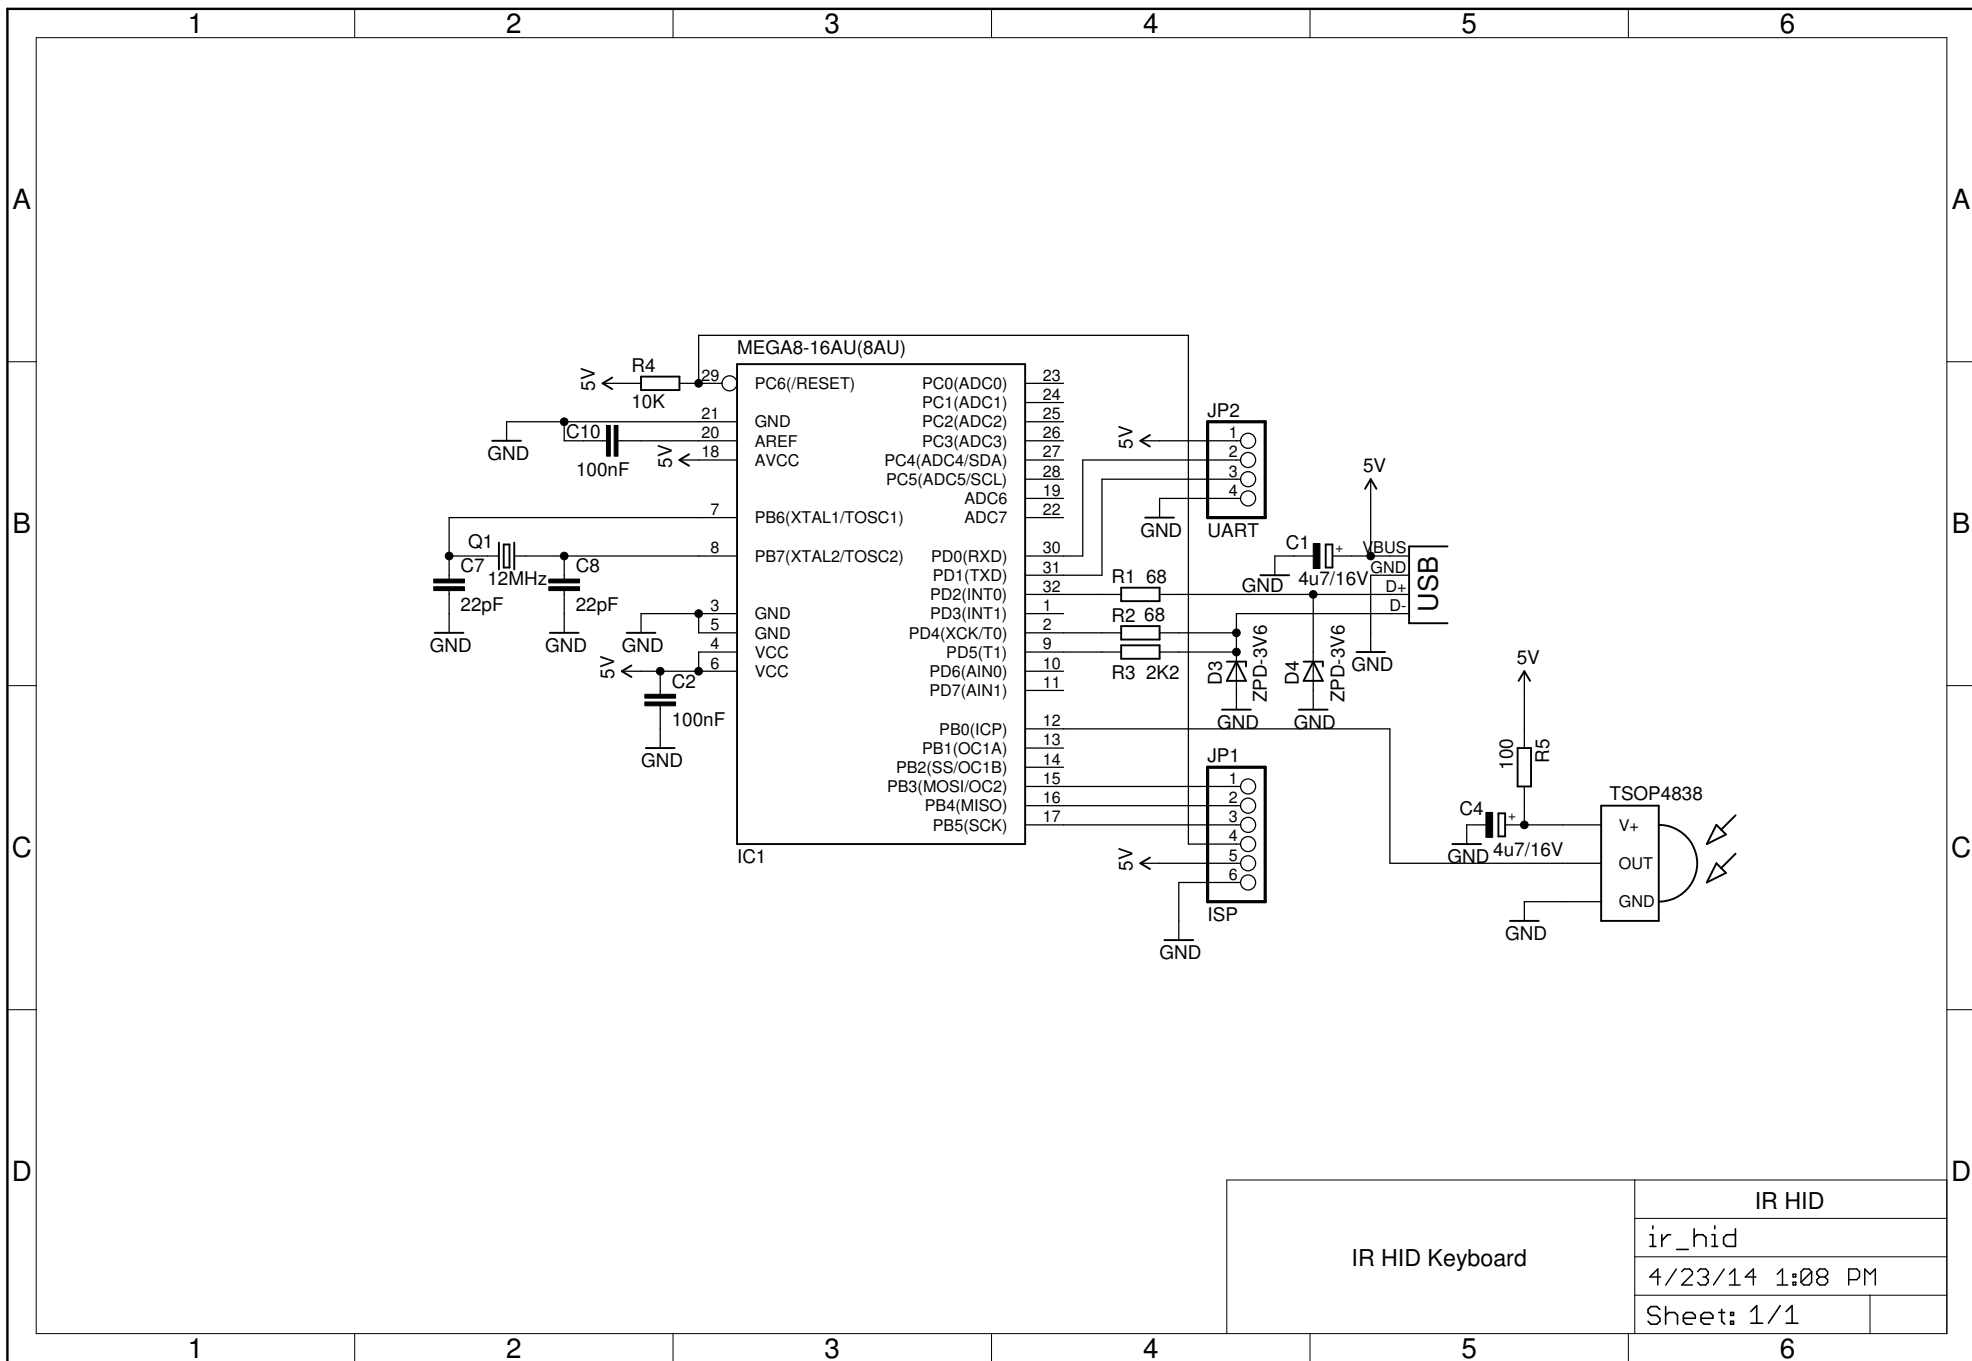 1 2 3 4 5 6
A A
MEGA8-16AU(8AU)
R4
5V
10K
29
PC6(/RESET)
21
GND
C10
100nF
GND
20
AREF
5V
18
AVCC
7
PB6(XTAL1/TOSC1)
Q1
12MHz
8
PB7(XTAL2/TOSC2)
C7
22pF
GND
C8
22pF
GND
GND
3
GND
5
GND
4
VCC
5V
6
VCC
C2
100nF
GND
IC1
PC0(ADC0)
23
PC1(ADC1)
24
PC2(ADC2)
25
PC3(ADC3)
26
PC4(ADC4/SDA)
27
PC5(ADC5/SCL)
28
ADC6
19
ADC7
22
PD0(RXD)
30
PD1(TXD)
31
PD2(INT0)
32
PD3(INT1)
1
PD4(XCK/T0)
2
PD5(T1)
9
PD6(AIN0)
10
PD7(AIN1)
11
PB0(ICP)
12
PB1(OC1A)
13
PB2(SS/OC1B)
14
PB3(MOSI/OC2)
15
PB4(MISO)
16
PB5(SCK)
17
JP2
5V
1
2
3
4
GND
UART
R1 68
R2 68
R3 2K2
5V
C1
+
4u7/16V
GND
VBUS
GND
D+
D-
USB
GND
D3
ZPD-3V6
GND
D4
ZPD-3V6
GND
JP1
1
2
3
4
5
6
5V
GND
ISP
5V
100
R5
C4
+
4u7/16V
GND
TSOP4838
V+
OUT
GND
GND
B B
C C
D D
IR HID Keyboard
IR HID
ir_hid
4/23/14 1:08 PM
Sheet: 1/1
1 2 3 4 5 6